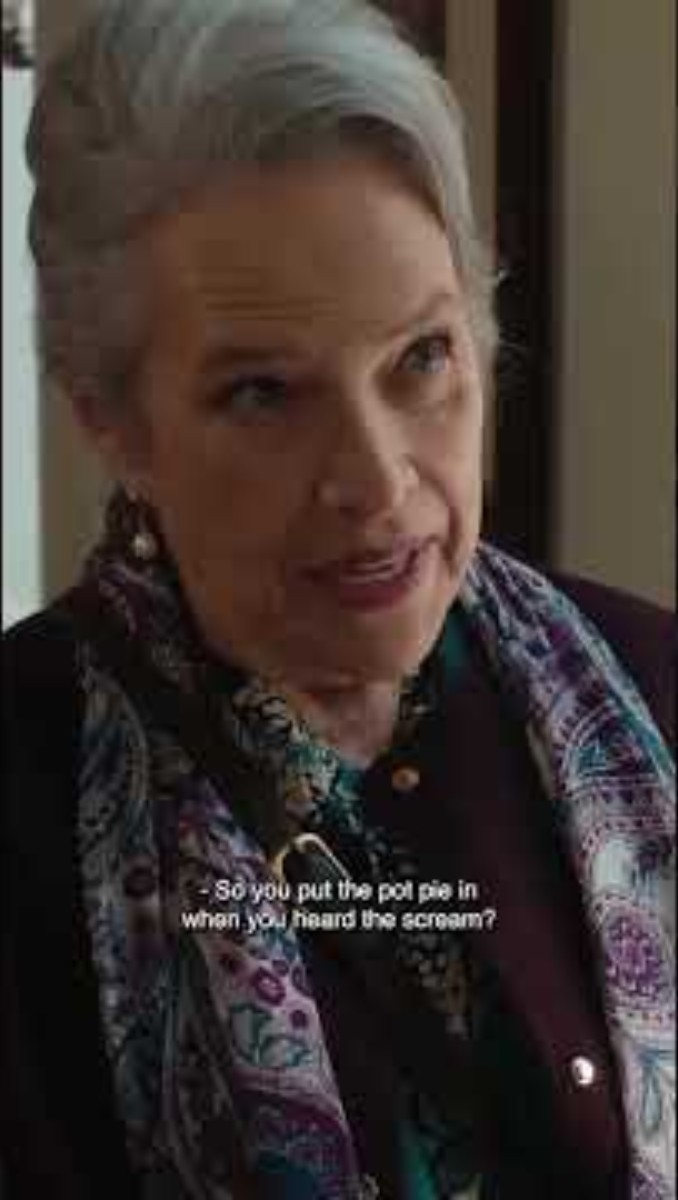 - So you put the pot pie in
when you heard the scream?